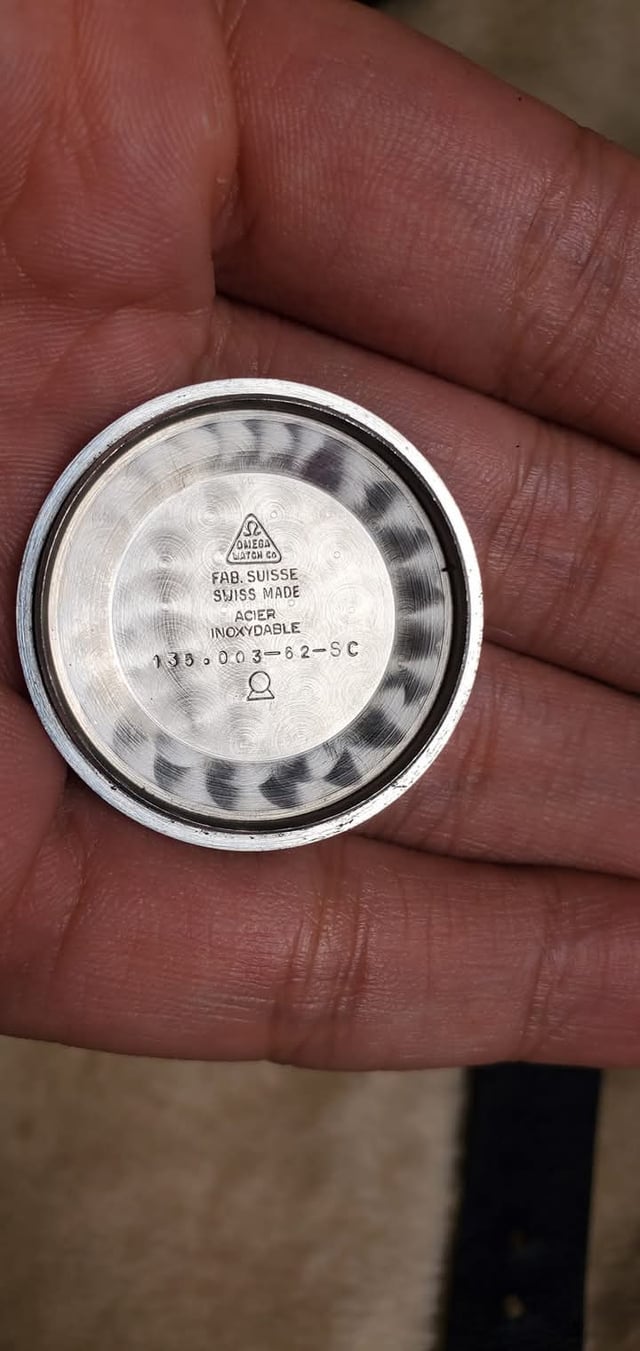 Ω
OMEGA
WATCH CO
FAB. SUISSE
SWISS MADE
ACIER
INOXYDABLE
135.003-62-SC